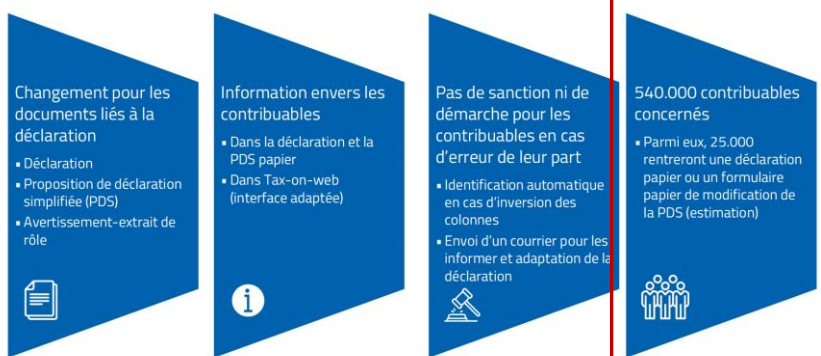 Changement pour les
documents liés à la
déclaration
▪ Déclaration
▪ Proposition de déclaration
simplifiée (PDS)
▪ Avertissement-extrait de
rôle
Information envers les
contribuables
▪ Dans la déclaration et la
PDS papier
▪ Dans Tax-on-web
(interface adaptée)
Pas de sanction ni de
démarche pour les
contribuables en cas
d'erreur de leur part
▪ Identification automatique
en cas d'inversion des
colonnes
▪ Envoi d'un courrier pour les
informer et adaptation de la
déclaration
540.000 contribuables
concernés
▪ Parmi eux, 25.000
rentreront une déclaration
papier ou un formulaire
papier de modification de
la PDS (estimation)